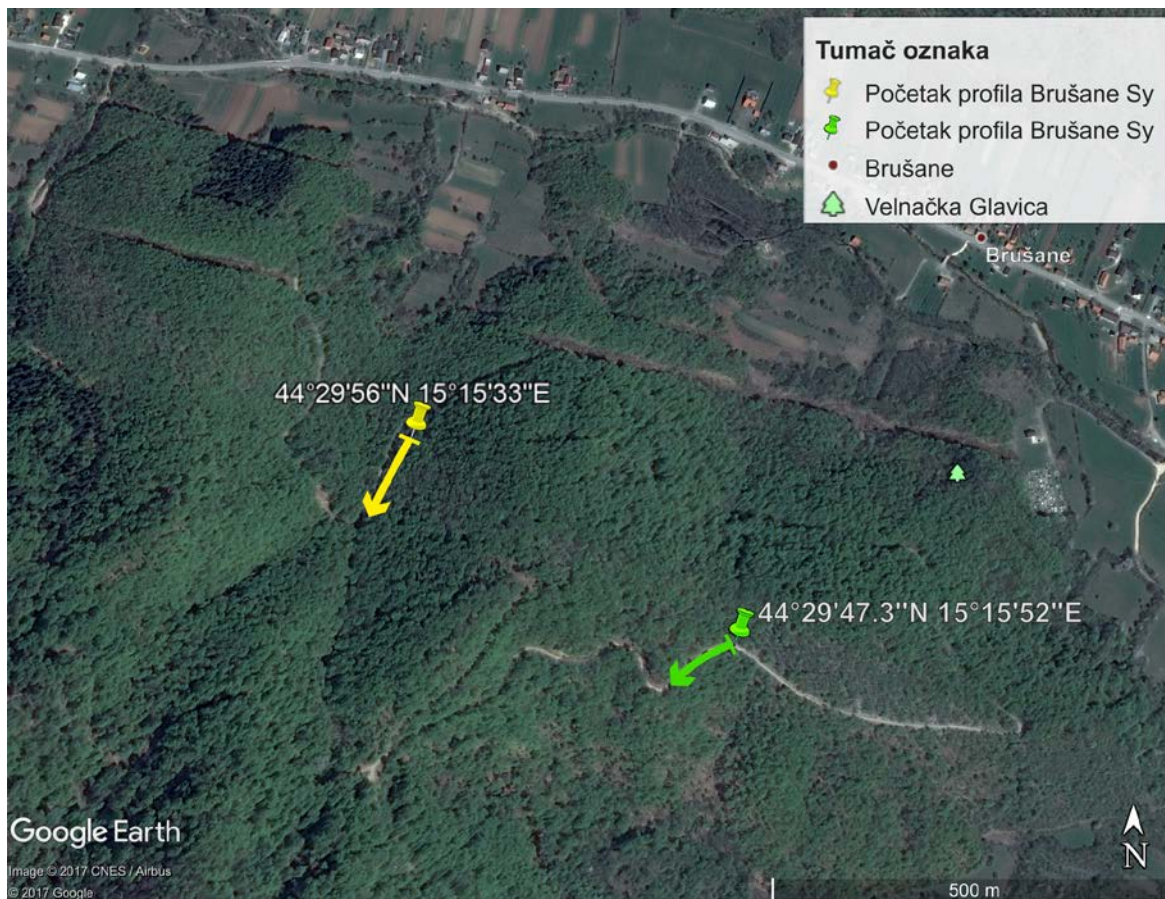 Tumač oznaka
Početak profila Brušane Sy
Početak profila Brušane Sy
Brušane
Velnačka Glavica
Brušane
44°29'56"N 15°15'33"E
44°29'47.3''N 15°15'52''E
Google Earth
N
Image © 2017 CNES / Airbus
© 2017 Google
500 m